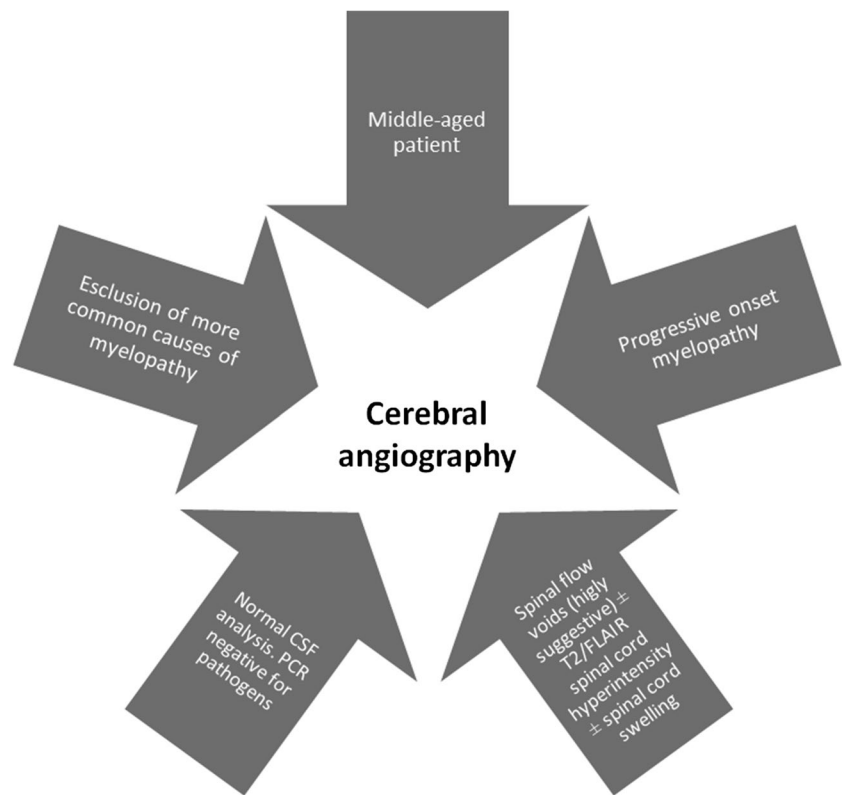 Middle-aged
patient
Progressive onset
myelopathy
Spinal flow
voids (higly
suggestive) ±
T2/FLAIR
spinal cord
hyperintensity
± spinal cord
swelling
Normal CSF
analysis. PCR
negative for
pathogens
Esclusion of more
common causes of
myelopathy
Cerebral
angiography